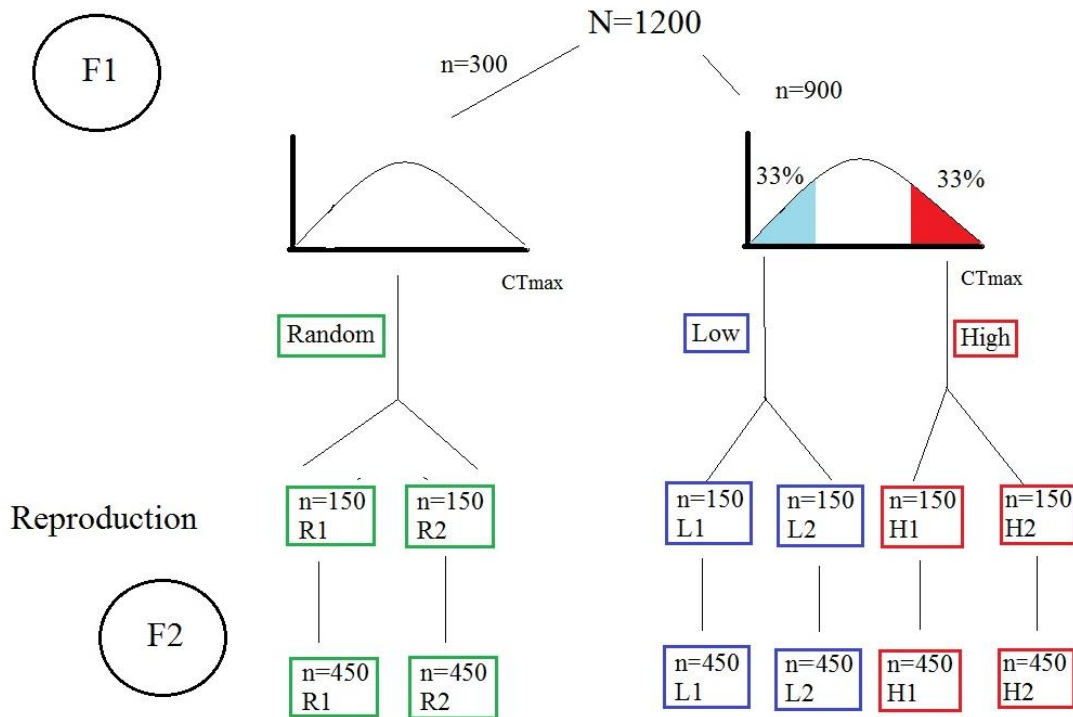 N=1200
F1
n=300
n=900
33%
33%
CTmax
CTmax
Random
Low
High
Reproduction
n=150
R1
n=150
R2
n=150
L1
n=150
L2
n=150
H1
n=150
H2
F2
n=450
R1
n=450
R2
n=450
L1
n=450
L2
n=450
H1
n=450
H2